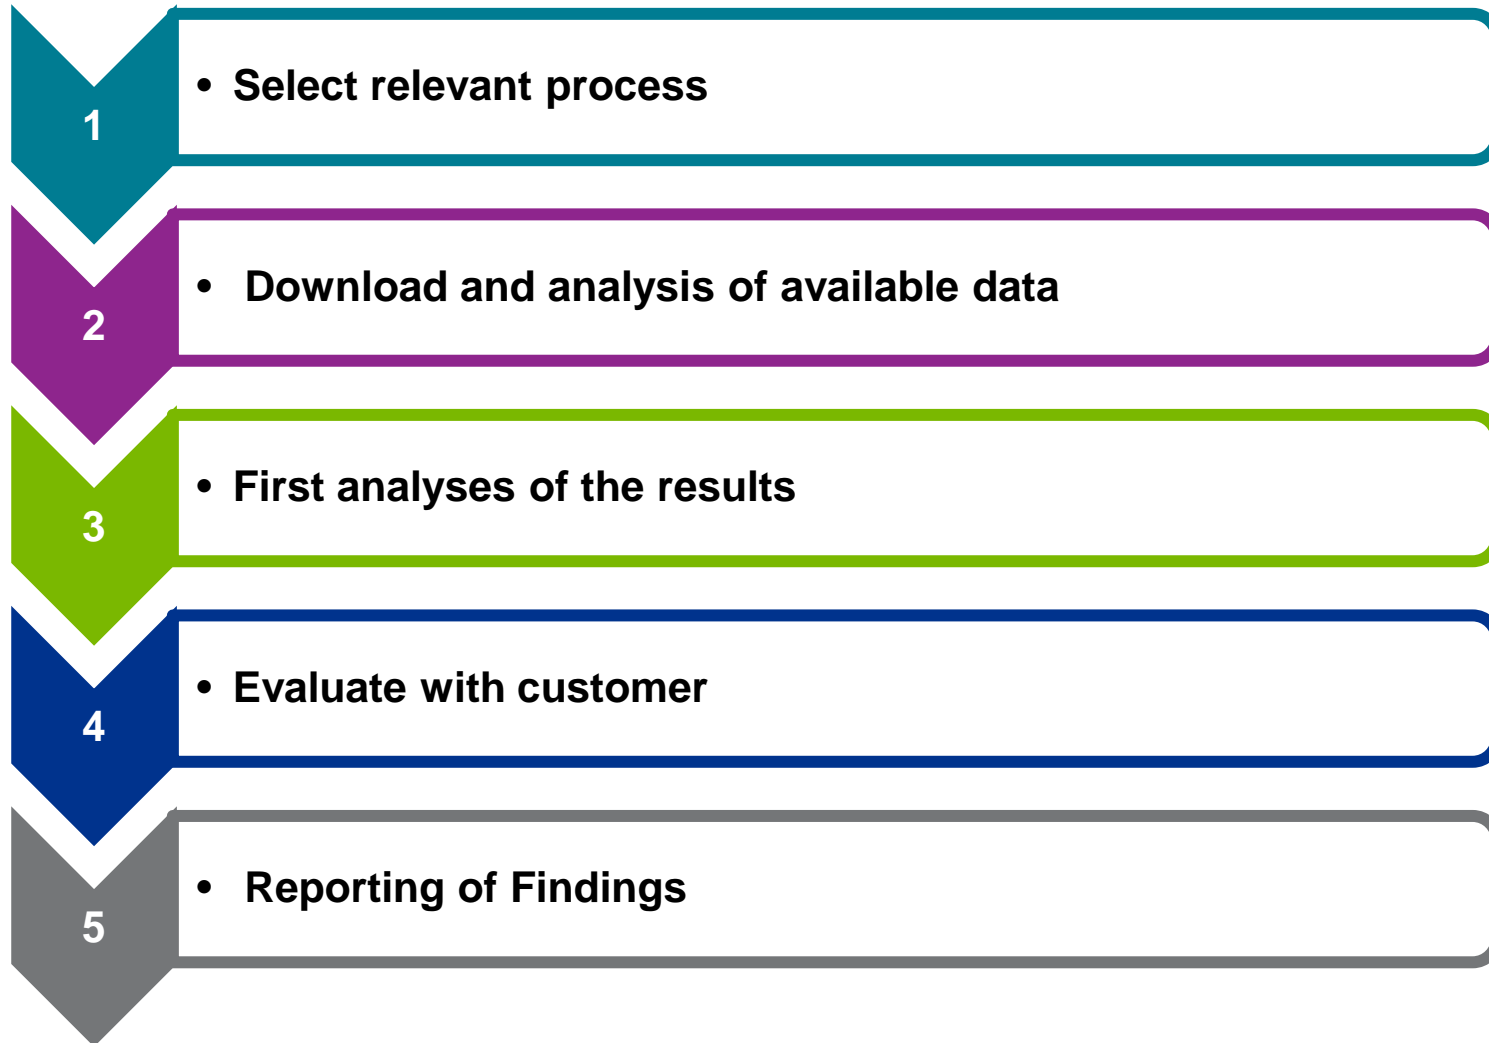 1
• Select relevant process
2
• Download and analysis of available data
3
• First analyses of the results
4
• Evaluate with customer
5
• Reporting of Findings